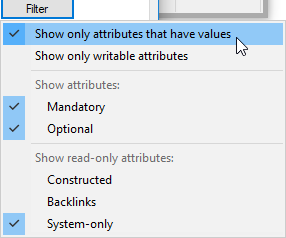 Filter
Show only attributes that have values
Show only writable attributes
Show attributes:
Mandatory
Optional
Show read-only attributes:
Constructed
Backlinks
System-only